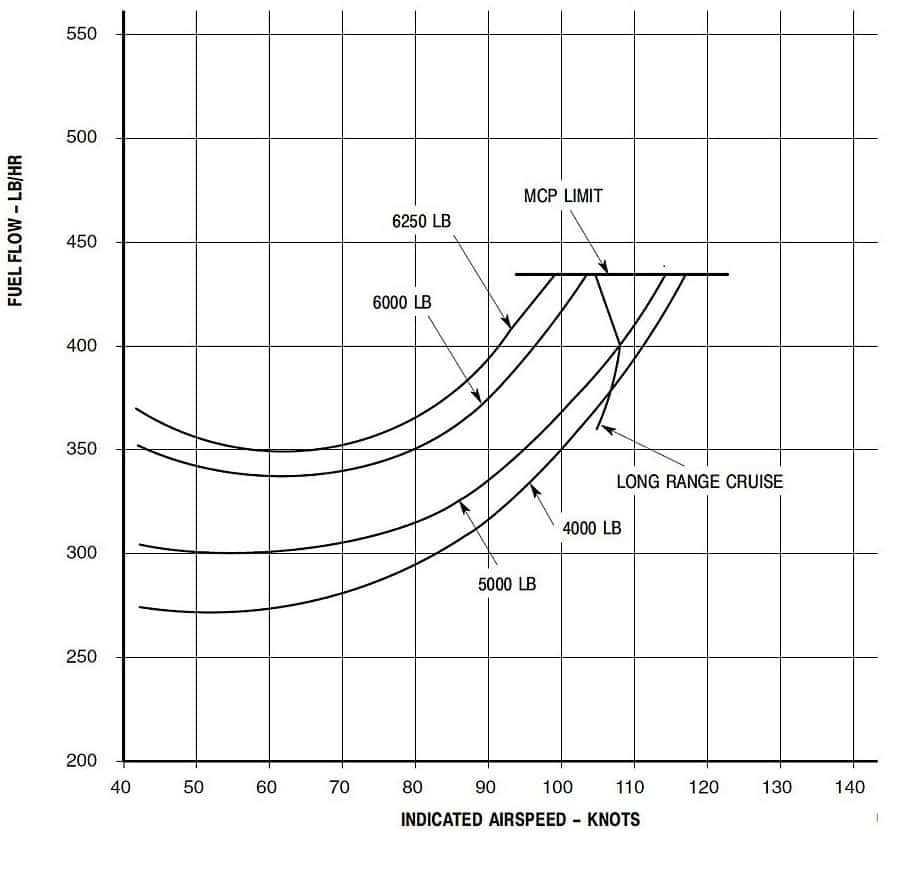 550
500
450
400
350
300
250
200
FUEL FLOW – LB/HR
MCP LIMIT
6250 LB
6000 LB
LONG RANGE CRUISE
4000 LB
5000 LB
40 50 60 70 80 90 100 110 120 130 140
INDICATED AIRSPEED – KNOTS